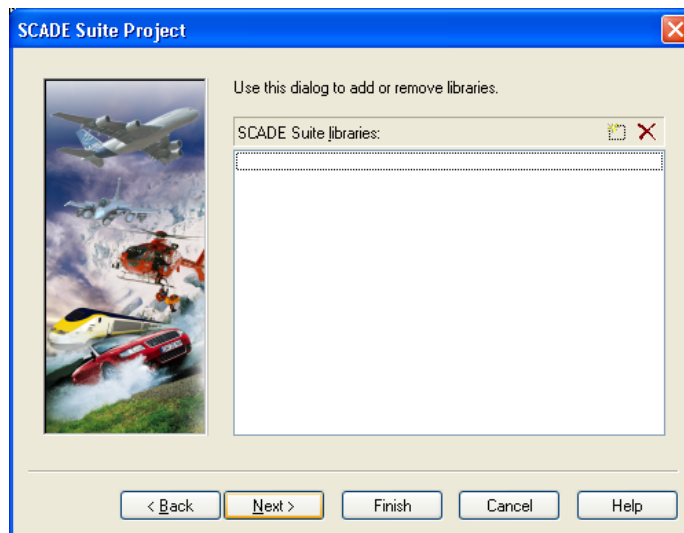 SCADE Suite Project
Use this dialog to add or remove libraries.
SCADE Suite libraries:
< Back
Next >
Finish
Cancel
Help